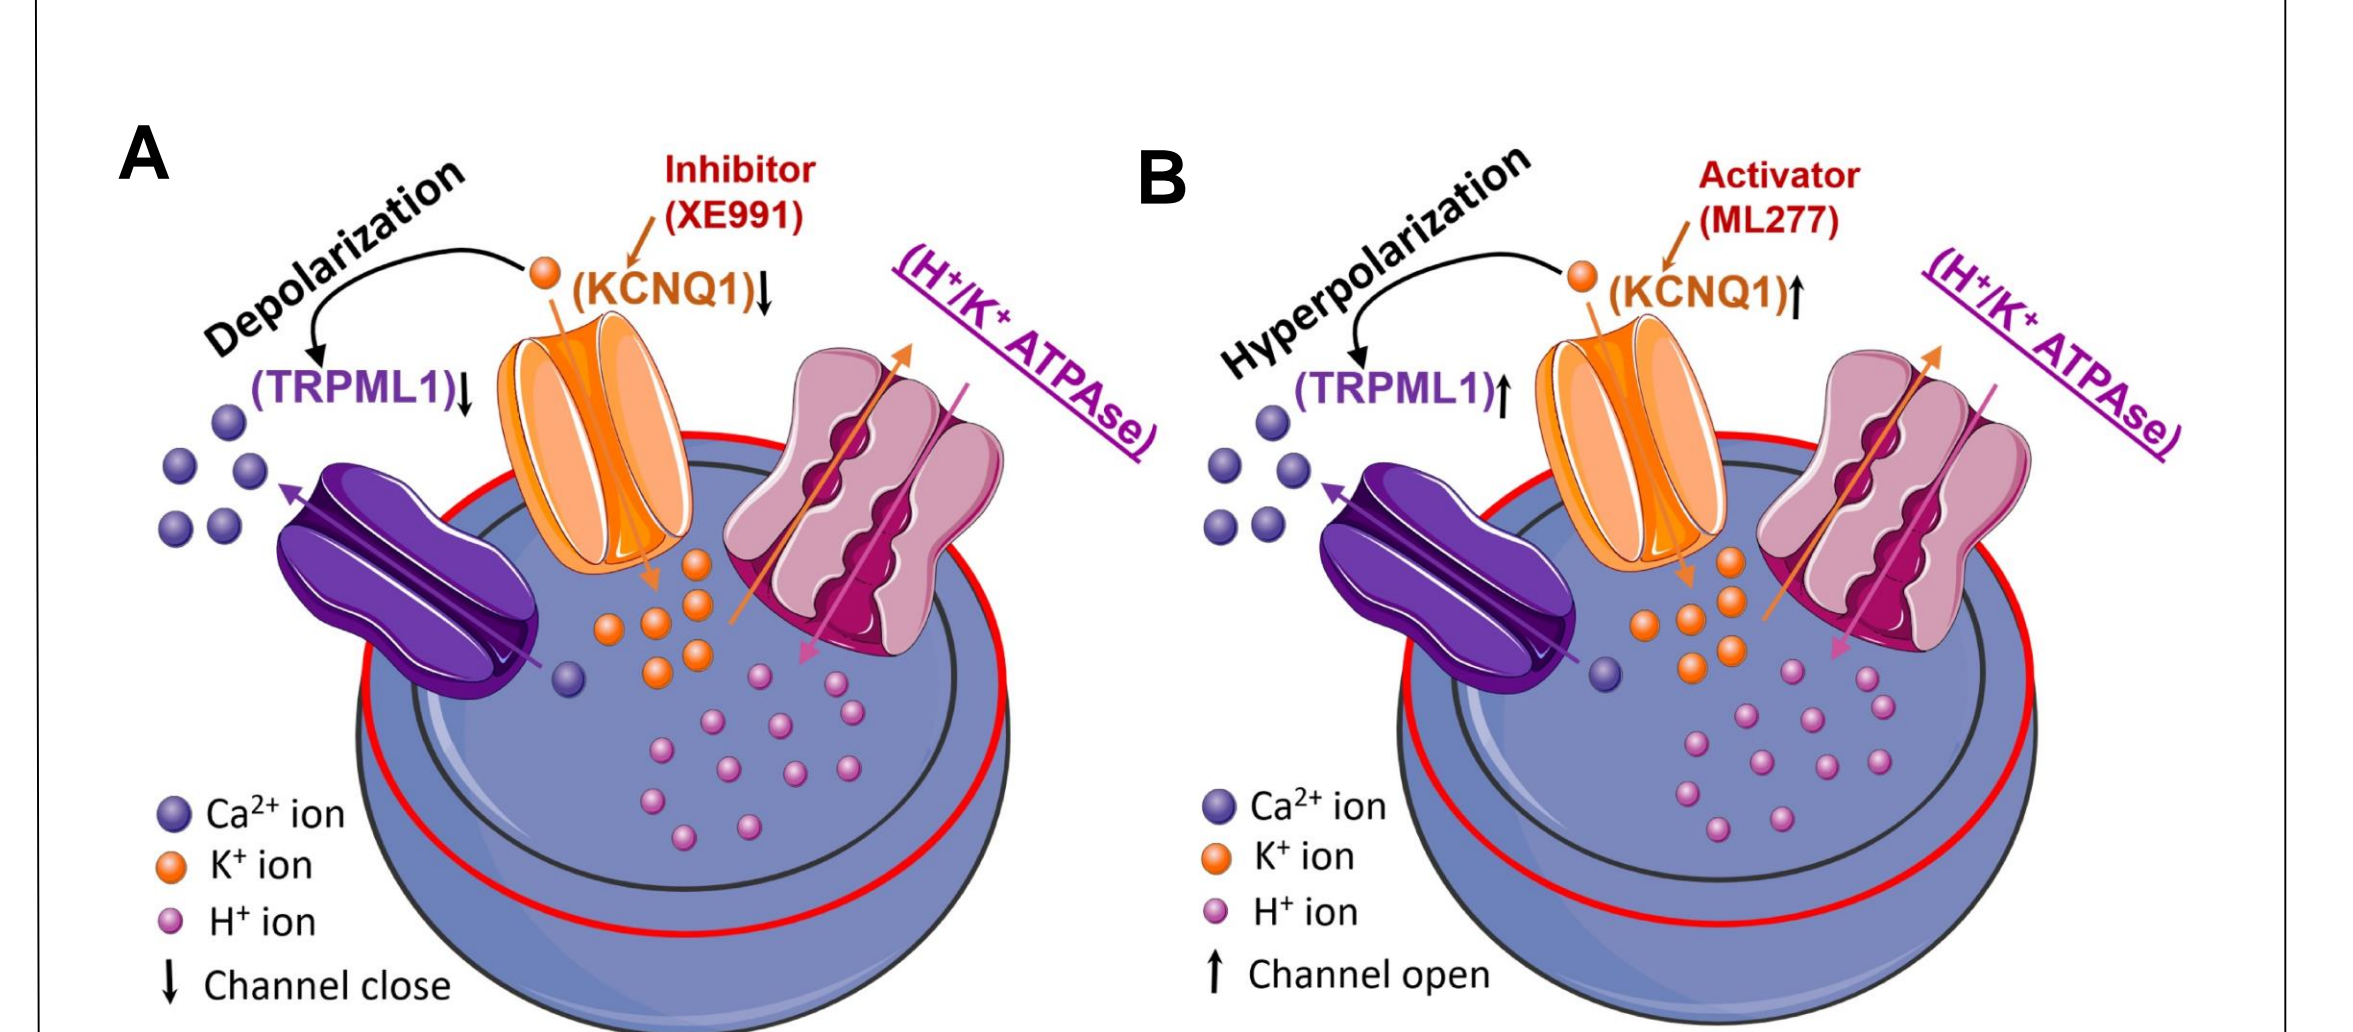 A
Depolarization
Inhibitor
(XE991)
(KCNQ1)↓
(TRPML1)↓
(H⁺/K⁺ ATPAse)
Ca²⁺ ion
K⁺ ion
H⁺ ion
↓ Channel close
B
Hyperpolarization
Activator
(ML277)
(KCNQ1)↑
(TRPML1)↑
(H⁺/K⁺ ATPAse)
Ca²⁺ ion
K⁺ ion
H⁺ ion
↑ Channel open